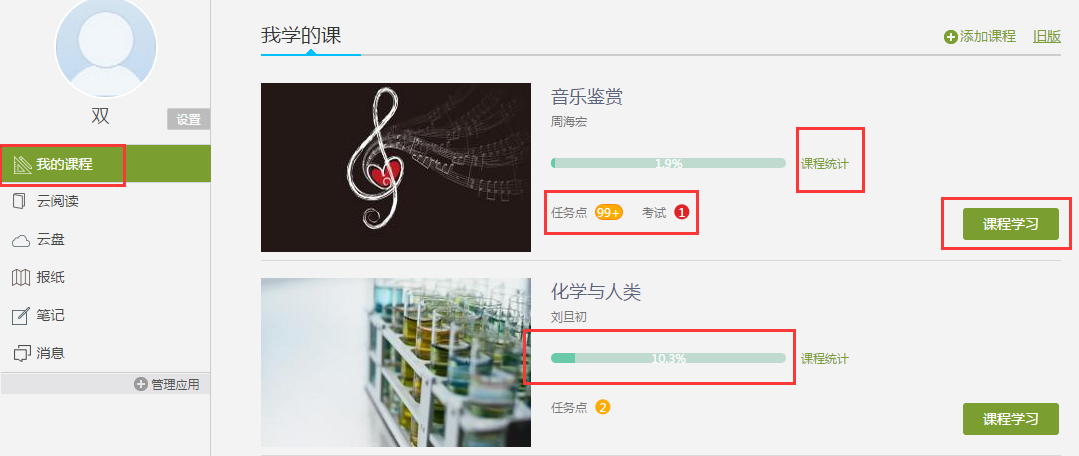 双
设置
我的课程
云阅读
云盘
报纸
笔记
消息
管理应用
我学的课
添加课程 旧版
音乐鉴赏
周海宏
1.9% 课程统计
任务点 99+ 考试 1
课程学习
化学与人类
刘旦初
10.3% 课程统计
任务点 2
课程学习